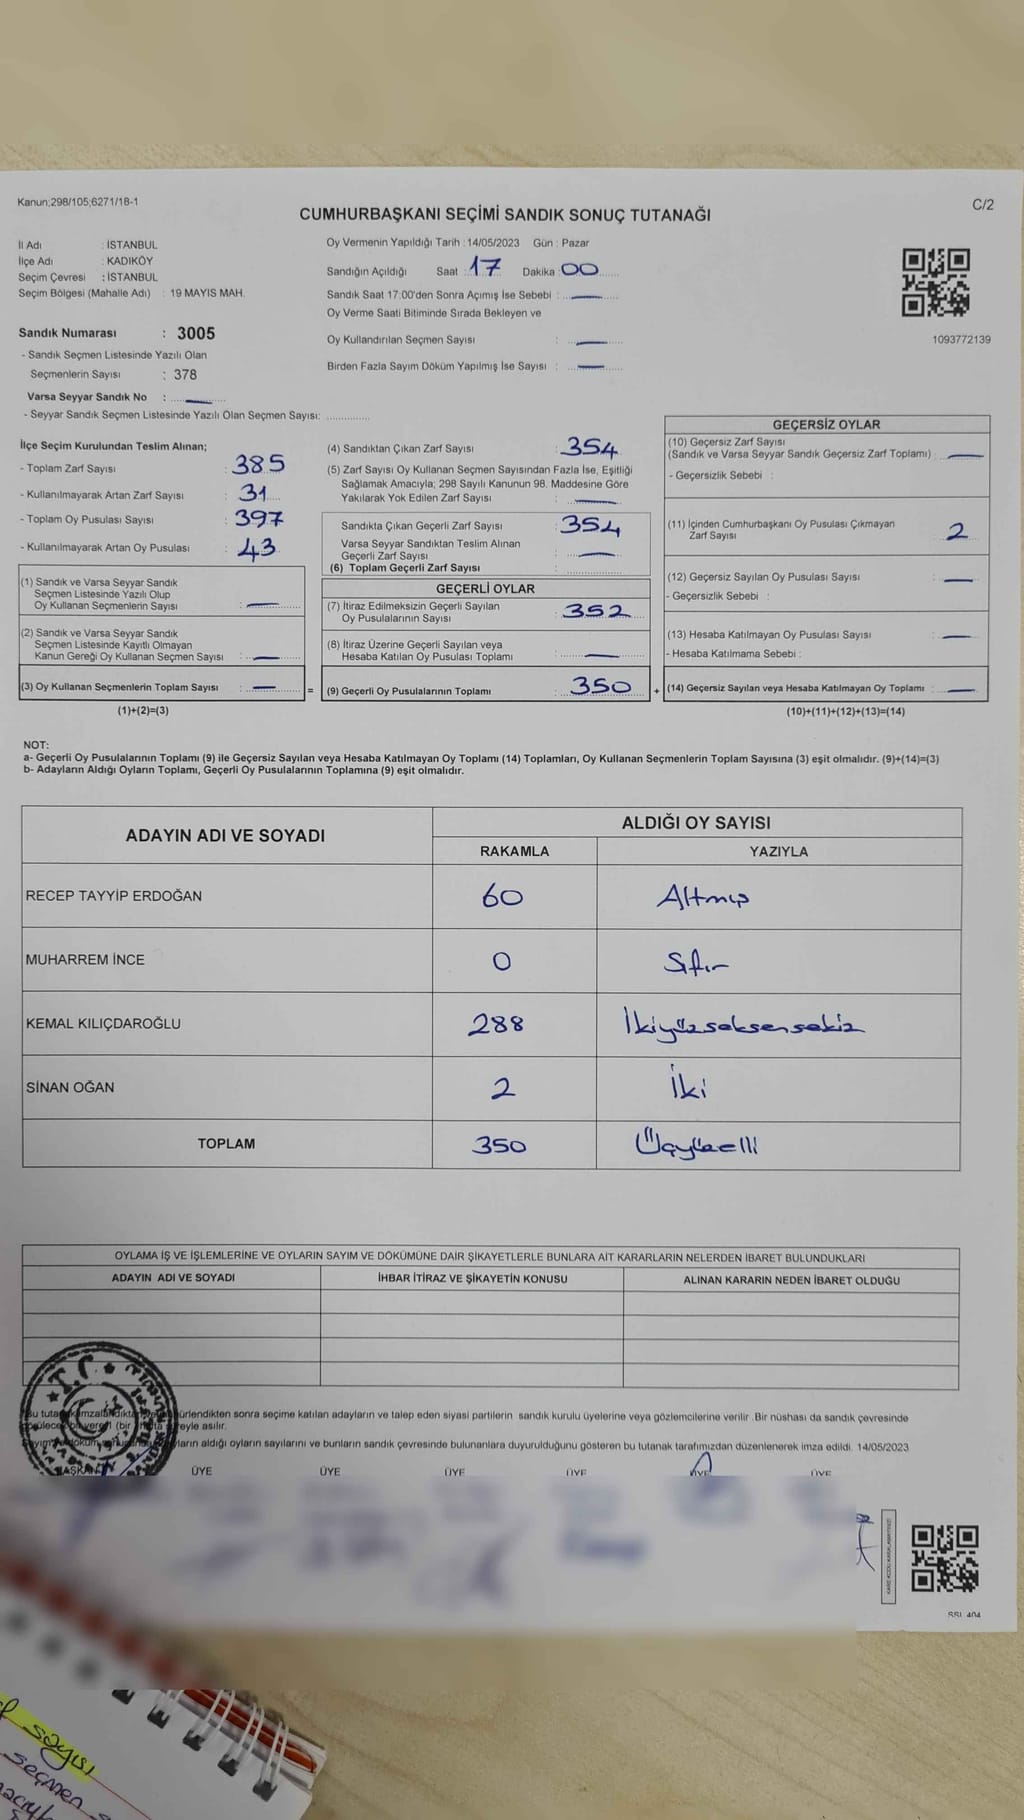 Kanun;298/105;6271/18-1
C/2
CUMHURBAŞKANI SEÇİMİ SANDIK SONUÇ TUTANAĞI
İl Adı : İSTANBUL
İlçe Adı : KADIKÖY
Seçim Çevresi : İSTANBUL
Seçim Bölgesi (Mahalle Adı) : 19 MAYIS MAH.
Sandık Numarası : 3005
- Sandık Seçmen Listesinde Yazılı Olan
Seçmenlerin Sayısı : 378
Varsa Seyyar Sandık No :
- Seyyar Sandık Seçmen Listesinde Yazılı Olan Seçmen Sayısı:
Oy Vermenin Yapıldığı Tarih : 14/05/2023 Gün : Pazar
Sandığın Açıldığı Saat : 17 Dakika : 00
Sandık Saat 17:00'den Sonra Açımış İse Sebebi :
Oy Verme Saati Bitiminde Sırada Bekleyen ve
Oy Kullandırılan Seçmen Sayısı :
Birden Fazla Sayım Döküm Yapılmış İse Sayısı :
1093772139
İlçe Seçim Kurulundan Teslim Alınan;
- Toplam Zarf Sayısı : 385
- Kullanılmayarak Artan Zarf Sayısı : 31
- Toplam Oy Pusulası Sayısı : 397
- Kullanılmayarak Artan Oy Pusulası : 43
(1) Sandık ve Varsa Seyyar Sandık
Seçmen Listesinde Yazılı Olup
Oy Kullanan Seçmenlerin Sayısı :
(2) Sandık ve Varsa Seyyar Sandık
Seçmen Listesinde Kayıtlı Olmayan
Kanun Gereği Oy Kullanan Seçmen Sayısı :
(3) Oy Kullanan Seçmenlerin Toplam Sayısı :
(1)+(2)=(3)
=
(4) Sandıktan Çıkan Zarf Sayısı : 354
(5) Zarf Sayısı Oy Kullanan Seçmen Sayısından Fazla İse, Eşitliği
Sağlamak Amacıyla; 298 Sayılı Kanunun 98. Maddesine Göre
Yakılarak Yok Edilen Zarf Sayısı :
Sandıkta Çıkan Geçerli Zarf Sayısı : 354
Varsa Seyyar Sandıktan Teslim Alınan
Geçerli Zarf Sayısı :
(6) Toplam Geçerli Zarf Sayısı :
GEÇERLİ OYLAR
(7) İtiraz Edilmeksizin Geçerli Sayılan
Oy Pusulalarının Sayısı : 352
(8) İtiraz Üzerine Geçerli Sayılan veya
Hesaba Katılan Oy Pusulası Toplamı :
(9) Geçerli Oy Pusulalarının Toplamı : 350
+
GEÇERSİZ OYLAR
(10) Geçersiz Zarf Sayısı
(Sandık ve Varsa Seyyar Sandık Geçersiz Zarf Toplamı) :
- Geçersizlik Sebebi :
(11) İçinden Cumhurbaşkanı Oy Pusulası Çıkmayan
Zarf Sayısı : 2
(12) Geçersiz Sayılan Oy Pusulası Sayısı :
- Geçersizlik Sebebi :
(13) Hesaba Katılmayan Oy Pusulası Sayısı :
- Hesaba Katılmama Sebebi :
(14) Geçersiz Sayılan veya Hesaba Katılmayan Oy Toplamı :
(10)+(11)+(12)+(13)=(14)
NOT:
a- Geçerli Oy Pusulalarının Toplamı (9) ile Geçersiz Sayılan veya Hesaba Katılmayan Oy Toplamı (14) Toplamları, Oy Kullanan Seçmenlerin Toplam Sayısına (3) eşit olmalıdır. (9)+(14)=(3)
b- Adayların Aldığı Oyların Toplamı, Geçerli Oy Pusulalarının Toplamına (9) eşit olmalıdır.
ADAYIN ADI VE SOYADI ALDIĞI OY SAYISI
RAKAMLA YAZIYLA
RECEP TAYYİP ERDOĞAN 60 Altmış
MUHARREM İNCE 0 Sıfır
KEMAL KILIÇDAROĞLU 288 İkiyüzseksensekiz
SİNAN OĞAN 2 İki
TOPLAM 350 Üçyüzelli
OYLAMA İŞ VE İŞLEMLERİNE VE OYLARIN SAYIM VE DÖKÜMÜNE DAİR ŞİKAYETLERLE BUNLARA AİT KARARLARIN NELERDEN İBARET BULUNDUKLARI
ADAYIN ADI VE SOYADI İHBAR İTİRAZ VE ŞİKAYETİN KONUSU ALINAN KARARIN NEDEN İBARET OLDUĞU
T.C.
sonra seçime katılan adayların ve talep eden siyasi partilerin sandık kurulu üyelerine veya gözlemcilerine verilir. Bir nüshası da sandık çevresinde
asılır.
aldığı oyların sayılarını ve bunların sandık çevresinde bulunanlara duyurulduğunu gösteren bu tutanak tarafımızdan düzenlenerek imza edildi. 14/05/2023
BAŞKAN ÜYE ÜYE ÜYE ÜYE ÜYE ÜYE
sayısı
seçmen